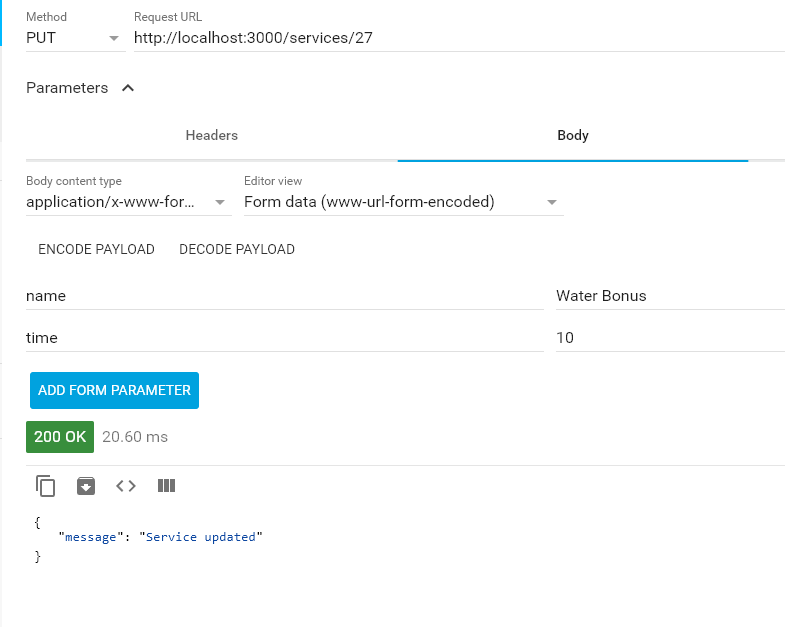 Method Request URL
PUT http://localhost:3000/services/27
Parameters
Headers Body
Body content type Editor view
application/x-www-for... Form data (www-url-form-encoded)
ENCODE PAYLOAD DECODE PAYLOAD
name Water Bonus
time 10
ADD FORM PARAMETER
200 OK 20.60 ms
{
"message": "Service updated"
}